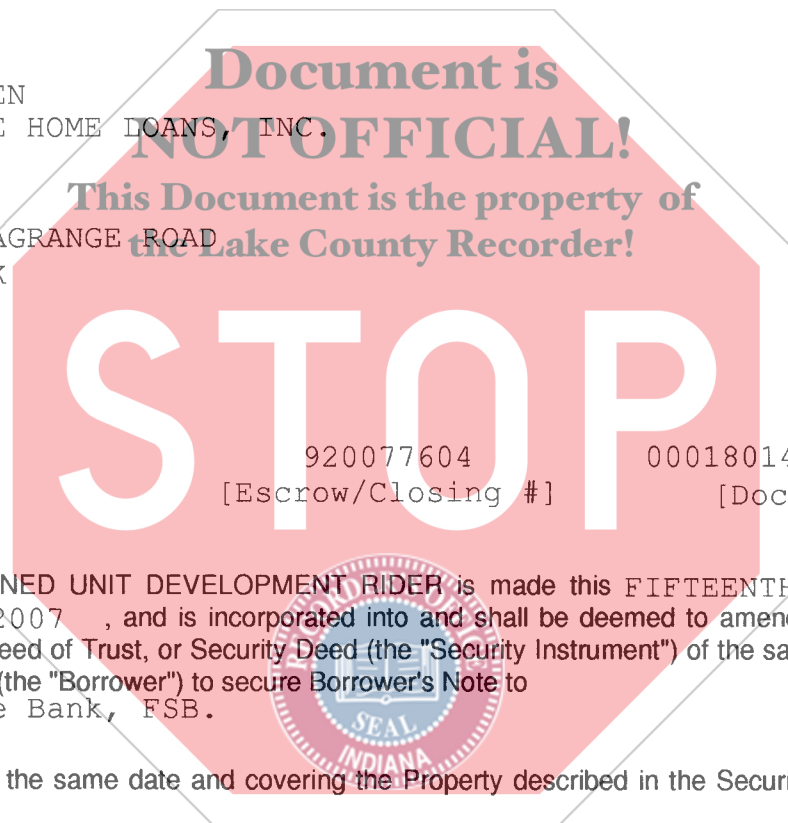 Document is
EN
E HOME LOANS, INC.
NOT OFFICIAL!
This Document is the property of
AGRANGE ROAD
the Lake County Recorder!
K
STOP
920077604 00018014
[Escrow/Closing #] [Doc
NED UNIT DEVELOPMENT RIDER is made this FIFTEENTH
2007 , and is incorporated into and shall be deemed to amend
eed of Trust, or Security Deed (the "Security Instrument") of the sa
(the "Borrower") to secure Borrower's Note to
e Bank, FSB.
SEAL
INDIANA
the same date and covering the Property described in the Securi